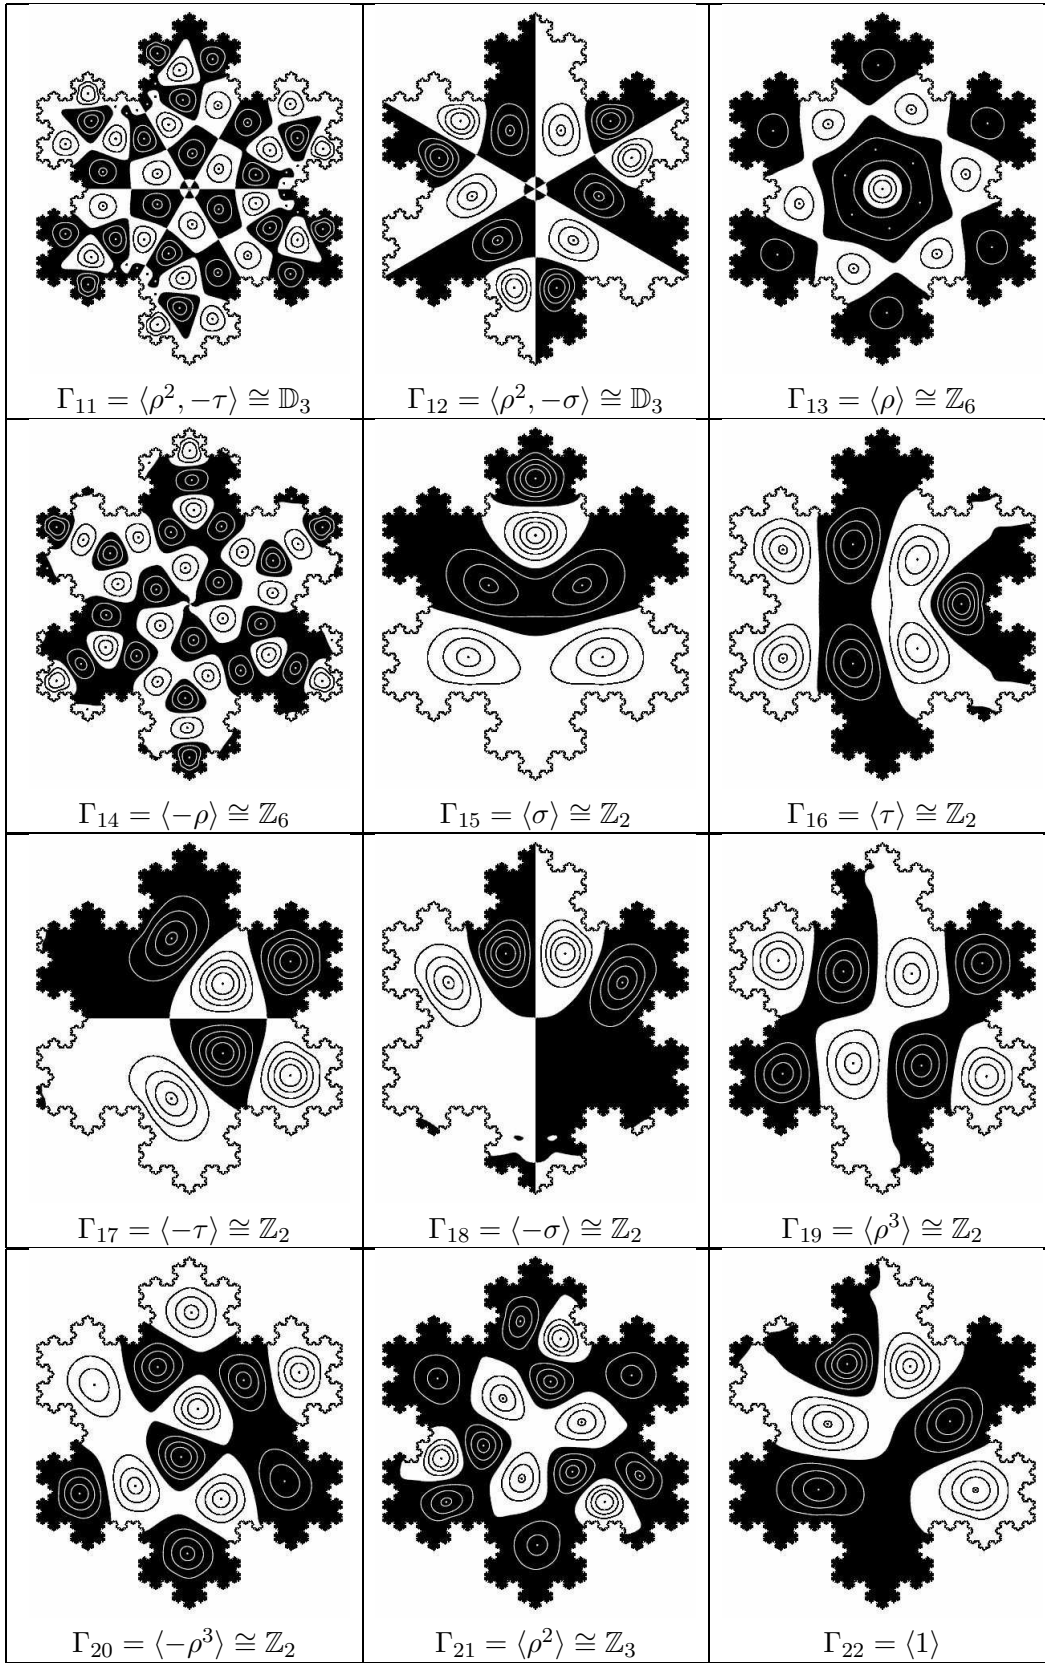 Γ₁₁ = ⟨ρ², −τ⟩ ≅ 𝔻₃
Γ₁₂ = ⟨ρ², −σ⟩ ≅ 𝔻₃
Γ₁₃ = ⟨ρ⟩ ≅ ℤ₆
Γ₁₄ = ⟨−ρ⟩ ≅ ℤ₆
Γ₁₅ = ⟨σ⟩ ≅ ℤ₂
Γ₁₆ = ⟨τ⟩ ≅ ℤ₂
Γ₁₇ = ⟨−τ⟩ ≅ ℤ₂
Γ₁₈ = ⟨−σ⟩ ≅ ℤ₂
Γ₁₉ = ⟨ρ³⟩ ≅ ℤ₂
Γ₂₀ = ⟨−ρ³⟩ ≅ ℤ₂
Γ₂₁ = ⟨ρ²⟩ ≅ ℤ₃
Γ₂₂ = ⟨1⟩